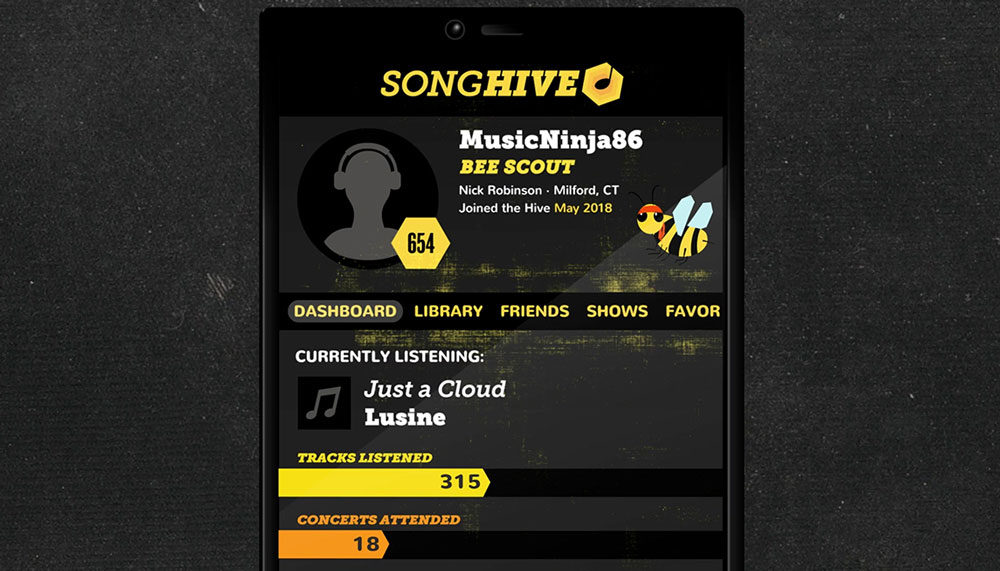 SONGHIVE
MusicNinja86
BEE SCOUT
Nick Robinson · Milford, CT
Joined the Hive May 2018
654
DASHBOARD LIBRARY FRIENDS SHOWS FAVOR
CURRENTLY LISTENING:
Just a Cloud
Lusine
TRACKS LISTENED
315
CONCERTS ATTENDED
18